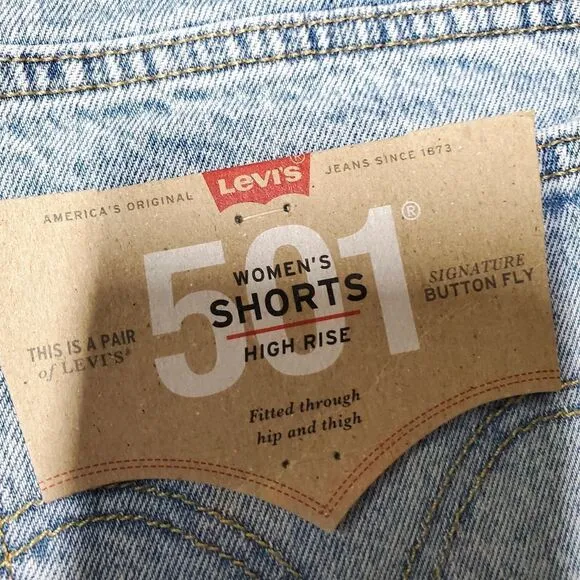 AMERICA'S ORIGINAL
LEVI'S®
JEANS SINCE 1873
501®
WOMEN'S
SHORTS
HIGH RISE
THIS IS A PAIR
of LEVI'S®
SIGNATURE
BUTTON FLY
Fitted through
hip and thigh